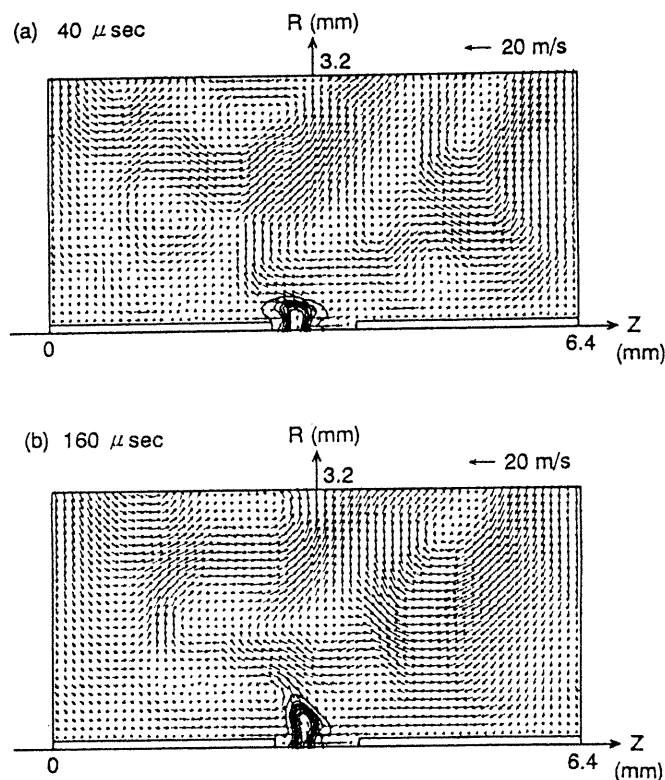 (a) 40 μ sec
R (mm)
← 20 m/s
3.2
Z
0
6.4
(mm)
(b) 160 μ sec
R (mm)
← 20 m/s
3.2
Z
0
6.4
(mm)